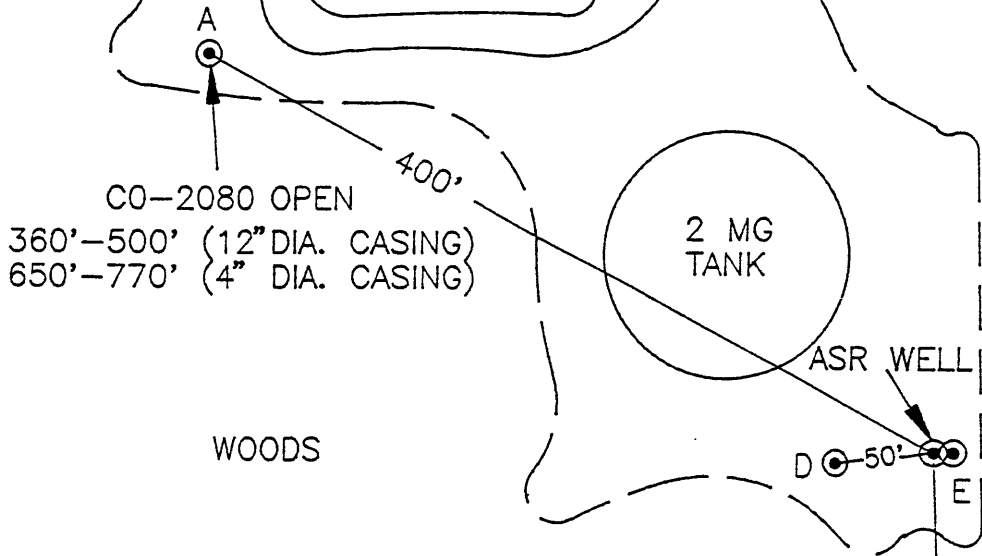 A
400'
CO-2080 OPEN
360'-500' (12" DIA. CASING)
650'-770' (4" DIA. CASING)
2 MG
TANK
ASR WELL
WOODS
D
50'
E